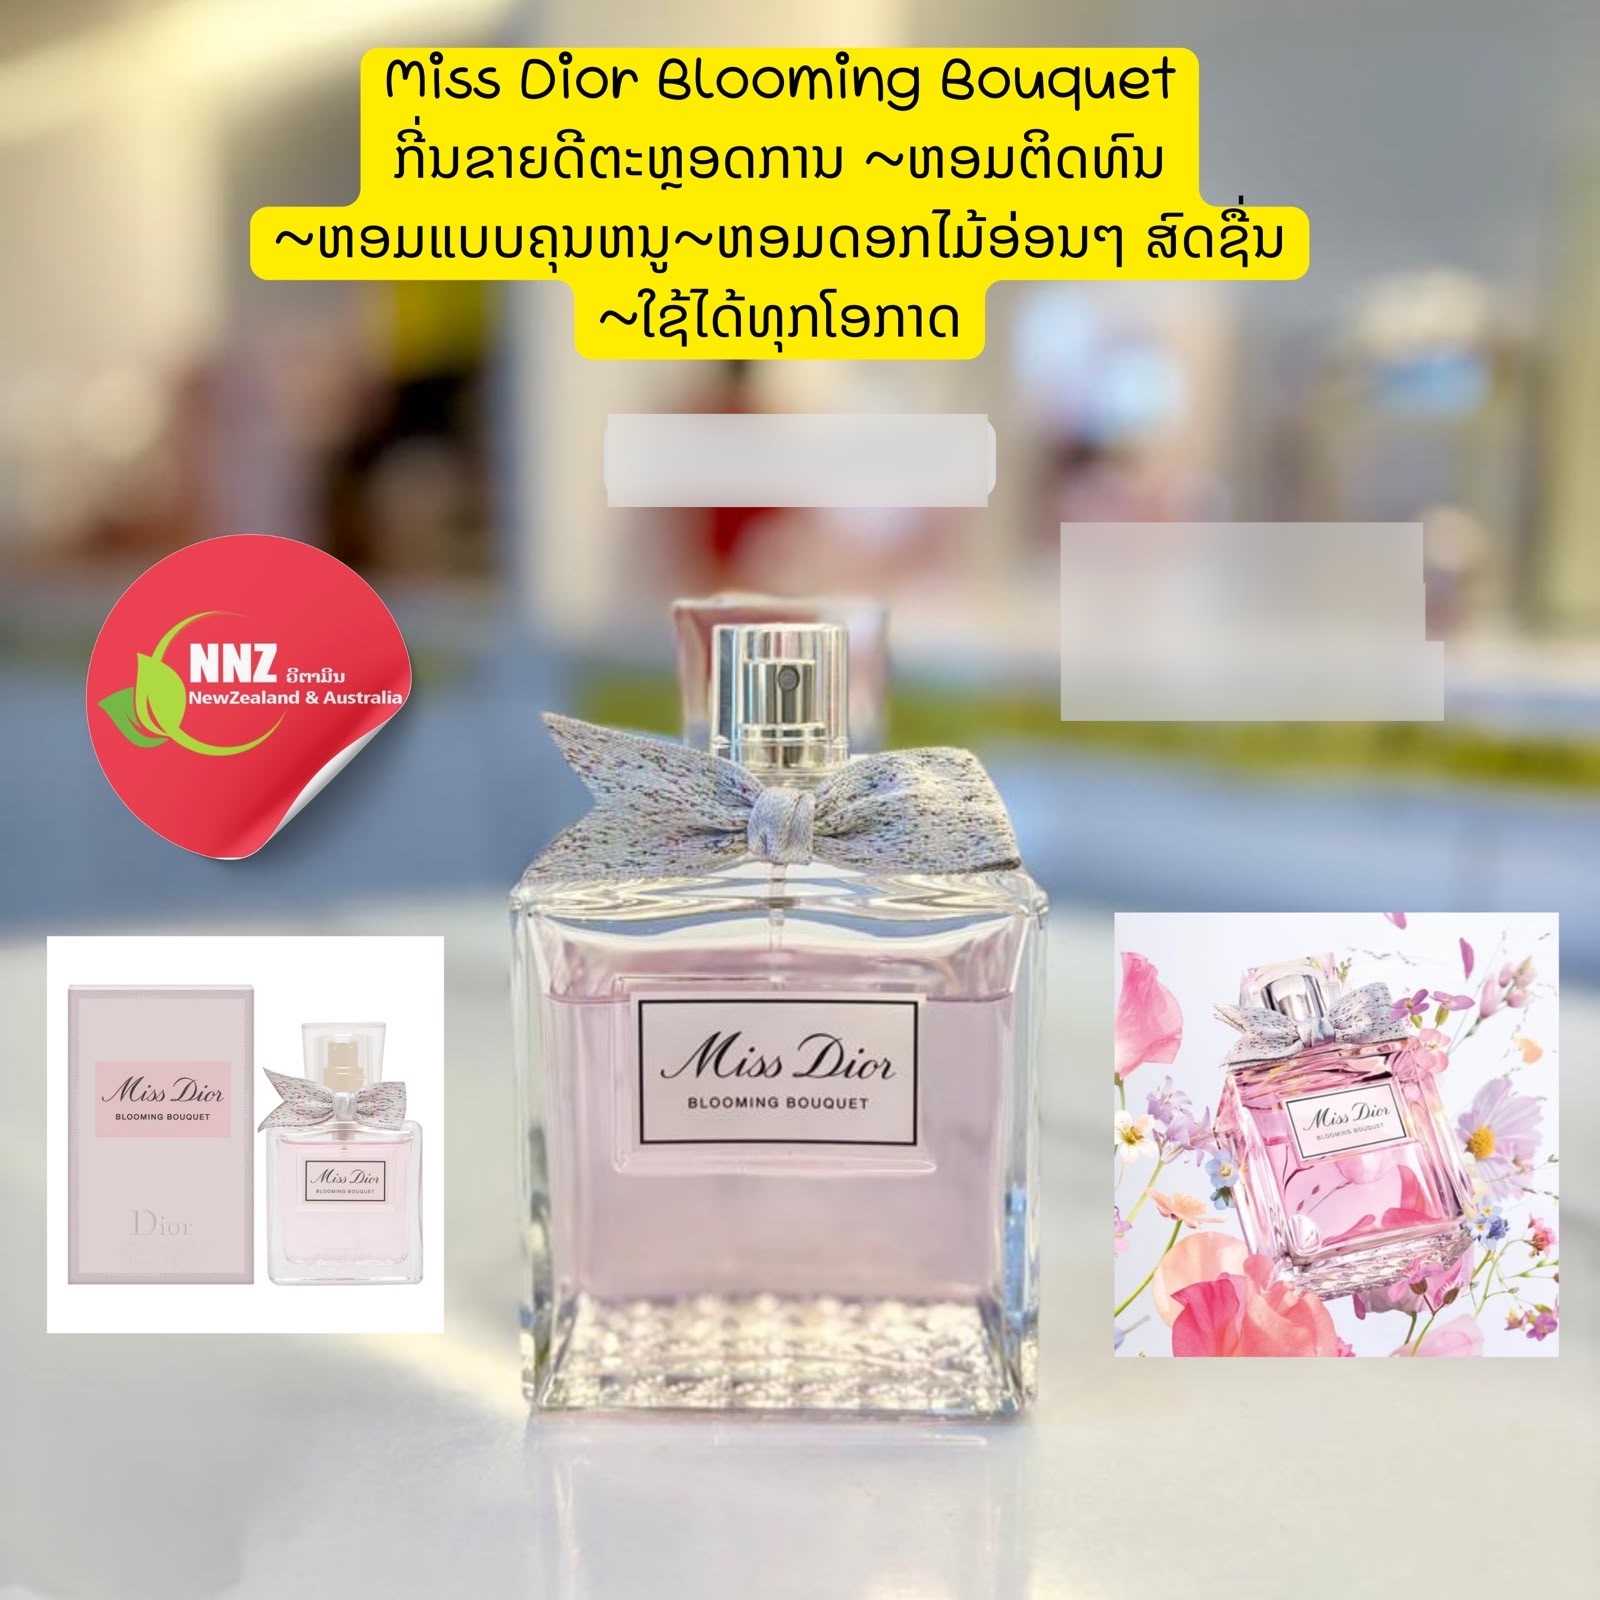 Miss Dior Blooming Bouquet
ກິ່ນຂາຍດີຕະຫຼອດການ ~ຫອມຕິດທົນ
~ຫອມແບບຄຸນຫນູ~ຫອມດອກໄມ້ອ່ອນໆ ສົດຊື່ນ
~ໃຊ້ໄດ້ທຸກໂອກາດ
NNZ ວິຕາມິນ
NewZealand & Australia
Miss Dior
BLOOMING BOUQUET
Miss Dior
BLOOMING BOUQUET
Dior
Miss Dior
BLOOMING BOUQUET
Miss Dior
BLOOMING BOUQUET